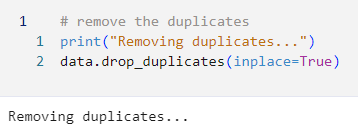 1 # remove the duplicates
1 print("Removing duplicates...")
2 data.drop_duplicates(inplace=True)
Removing duplicates...